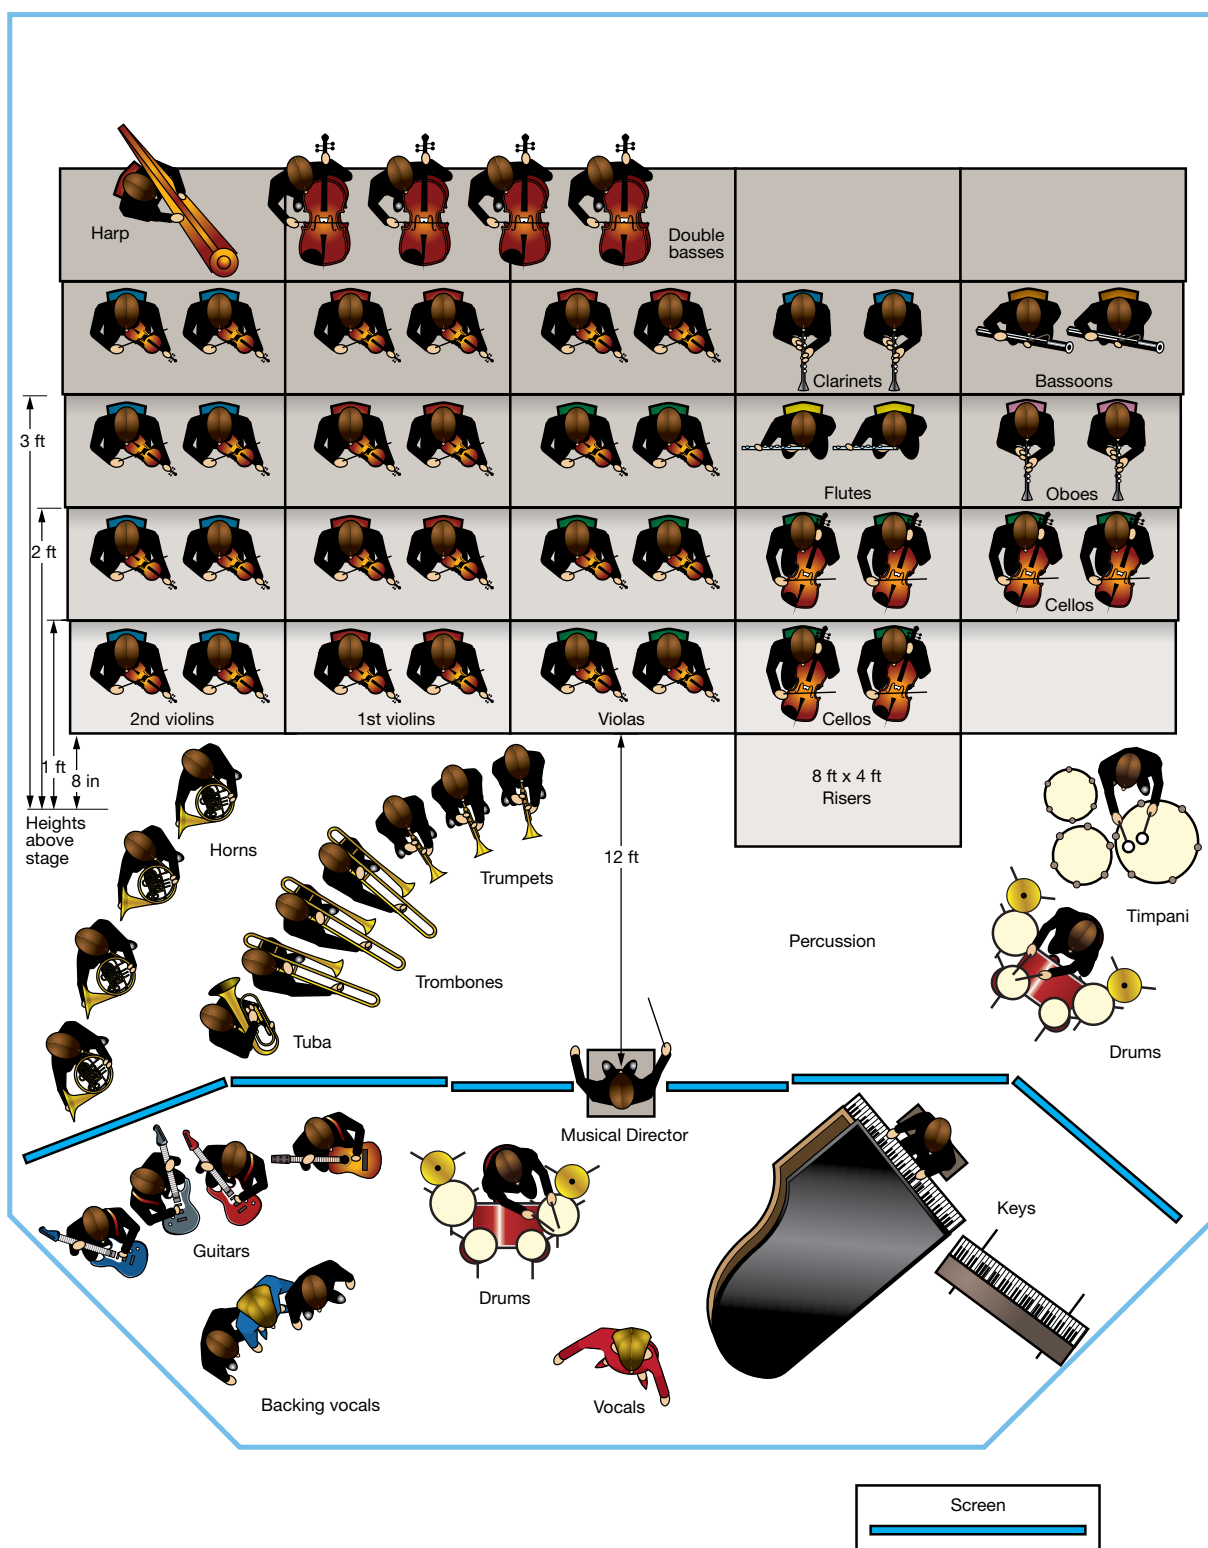 Harp
Double
basses
Clarinets
Bassoons
3 ft
Flutes
Oboes
2 ft
Cellos
2nd violins
1st violins
Violas
Cellos
1 ft
8 in
8 ft x 4 ft
Risers
Heights
above
stage
Horns
12 ft
Trumpets
Timpani
Percussion
Trombones
Tuba
Drums
Musical Director
Keys
Guitars
Drums
Backing vocals
Vocals
Screen